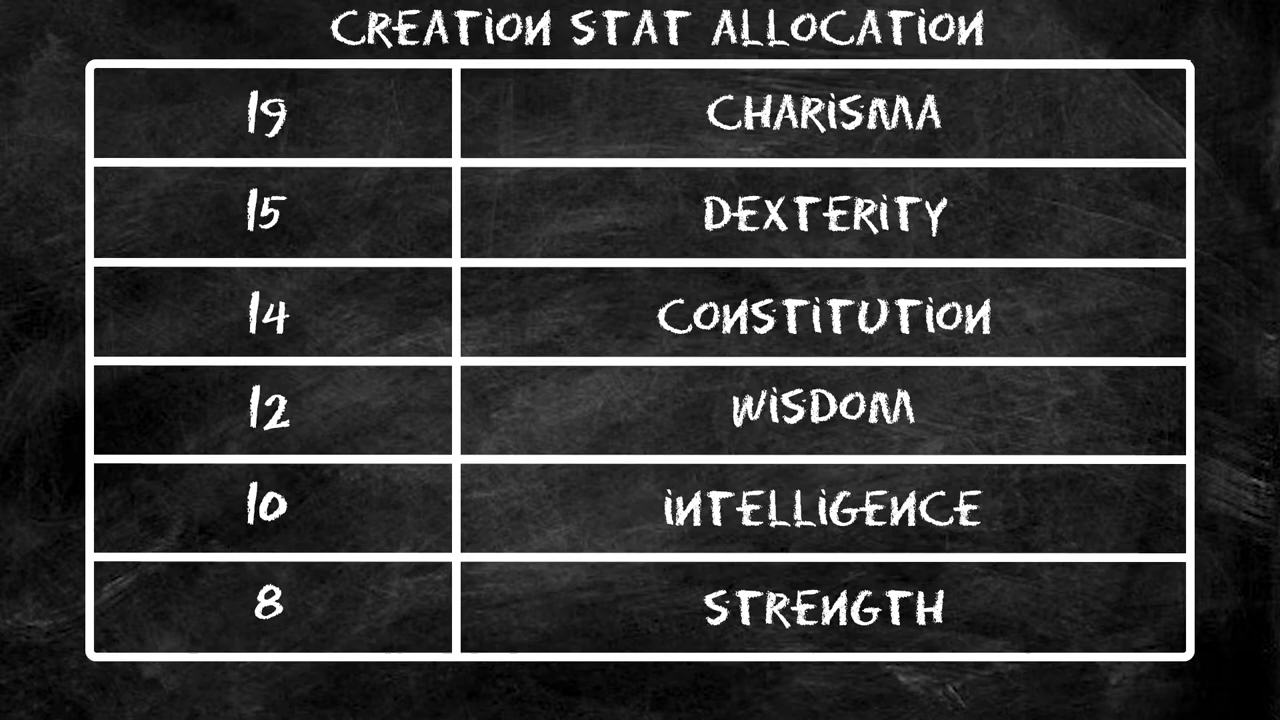 CREATION STAT ALLOCATION
19 CHARISMA
15 DEXTERITY
14 CONSTITUTION
12 WISDOM
10 INTELLIGENCE
8 STRENGTH